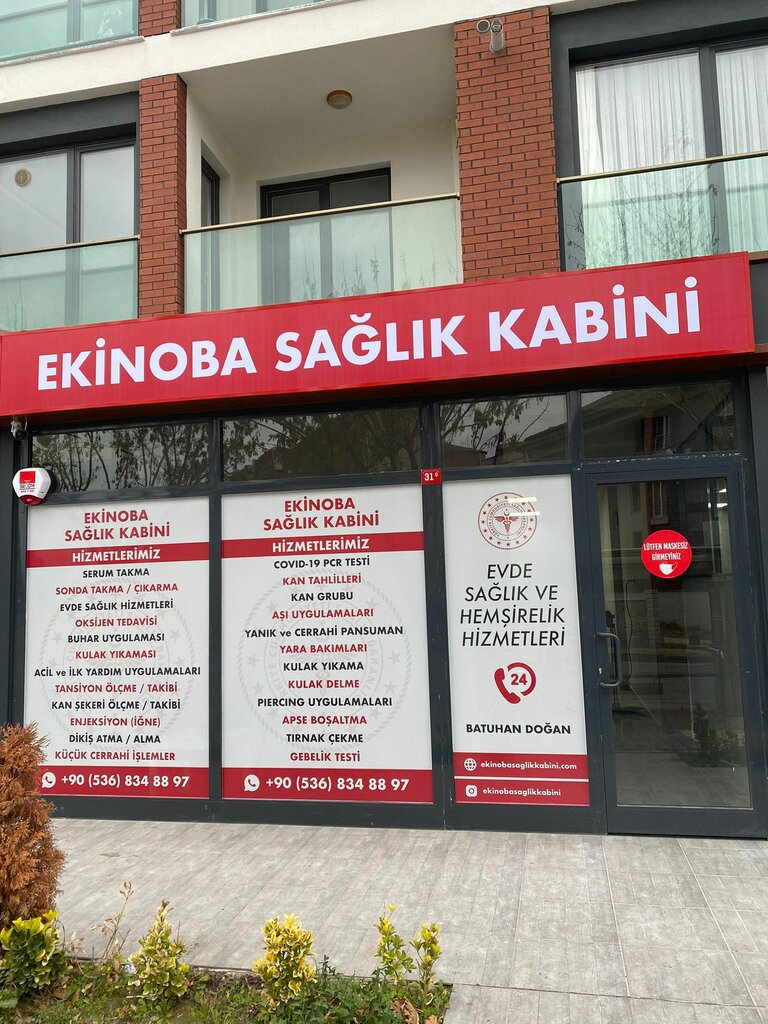 EKİNOBA SAĞLIK KABİNİ
31
EKİNOBA
SAĞLIK KABİNİ
HİZMETLERİMİZ
SERUM TAKMA
SONDA TAKMA / ÇIKARMA
EVDE SAĞLIK HİZMETLERİ
OKSİJEN TEDAVİSİ
BUHAR UYGULAMASI
KULAK YIKAMASI
ACİL ve İLK YARDIM UYGULAMALARI
TANSİYON ÖLÇME / TAKİBİ
KAN ŞEKERİ ÖLÇME / TAKİBİ
ENJEKSİYON (İĞNE)
DİKİŞ ATMA / ALMA
KÜÇÜK CERRAHİ İŞLEMLER
+90 (536) 834 88 97
EKİNOBA
SAĞLIK KABİNİ
HİZMETLERİMİZ
COVID-19 PCR TESTİ
KAN TAHLİLLERİ
KAN GRUBU
AŞI UYGULAMALARI
YANIK ve CERRAHİ PANSUMAN
YARA BAKIMLARI
KULAK YIKAMA
KULAK DELME
PIERCING UYGULAMALARI
APSE BOŞALTMA
TIRNAK ÇEKME
GEBELİK TESTİ
+90 (536) 834 88 97
EVDE
SAĞLIK VE
HEMŞİRELİK
HİZMETLERİ
24
BATUHAN DOĞAN
ekinobasaglikkabini.com
ekinobasaglikkabini
LÜTFEN MASKESİZ
GİRMEYİNİZ